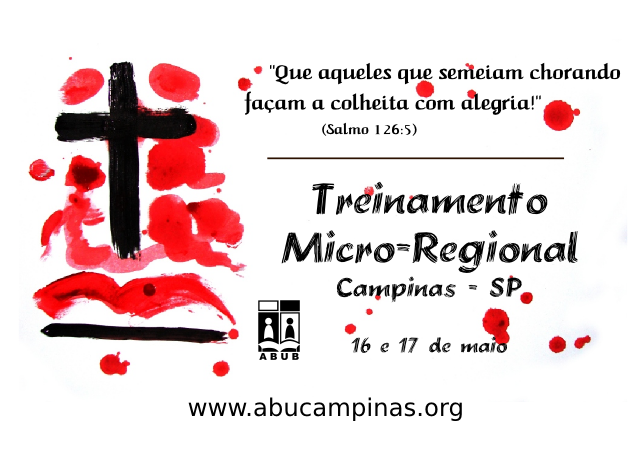 "Que aqueles que semeiam chorando
façam a colheita com alegria!"
(Salmo 126:5)
Treinamento
Micro-Regional
Campinas - SP
ABUB
16 e 17 de maio
www.abucampinas.org